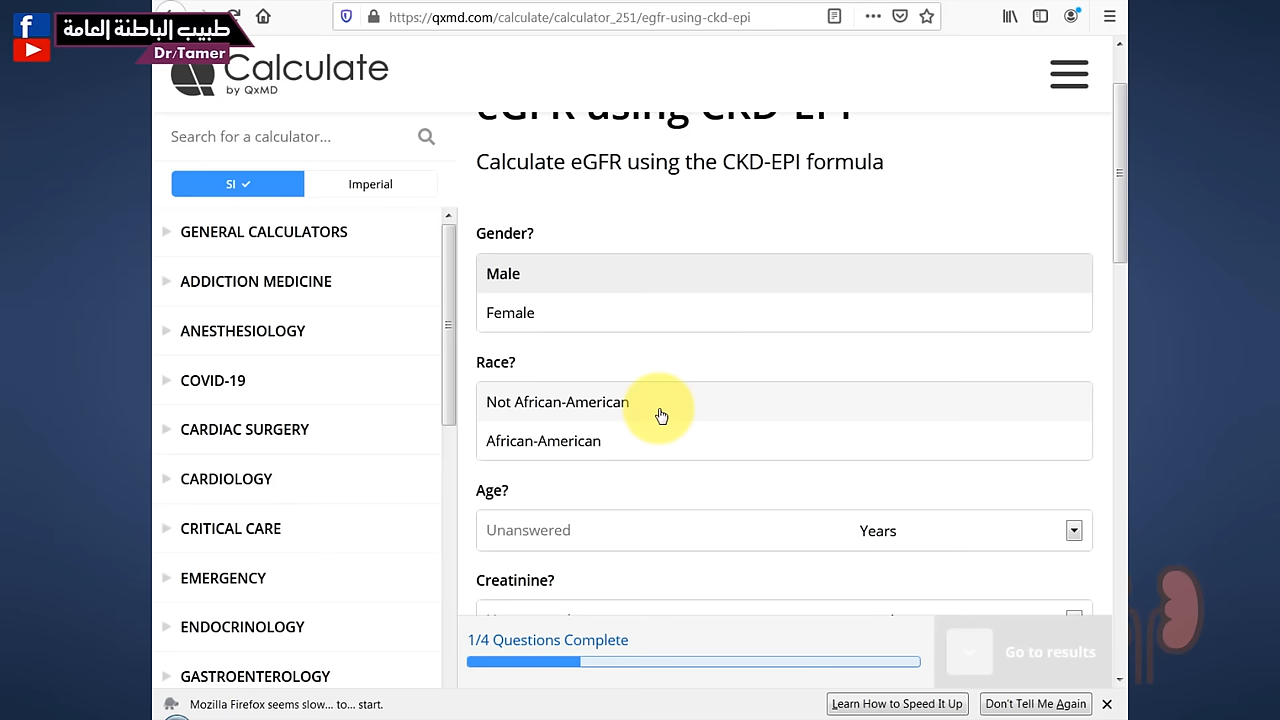 طبيب الباطنة العامة
Dr/Tamer
https://qxmd.com/calculate/calculator_251/egfr-using-ckd-epi
Calculate
by QxMD
Search for a calculator...
SI
Imperial
GENERAL CALCULATORS
ADDICTION MEDICINE
ANESTHESIOLOGY
COVID-19
CARDIAC SURGERY
CARDIOLOGY
CRITICAL CARE
EMERGENCY
ENDOCRINOLOGY
GASTROENTEROLOGY
eGFR using CKD-EPI
Calculate eGFR using the CKD-EPI formula
Gender?
Male
Female
Race?
Not African-American
African-American
Age?
Unanswered Years
Creatinine?
1/4 Questions Complete
Go to results
Mozilla Firefox seems slow... to... start.
Learn How to Speed It Up
Don't Tell Me Again